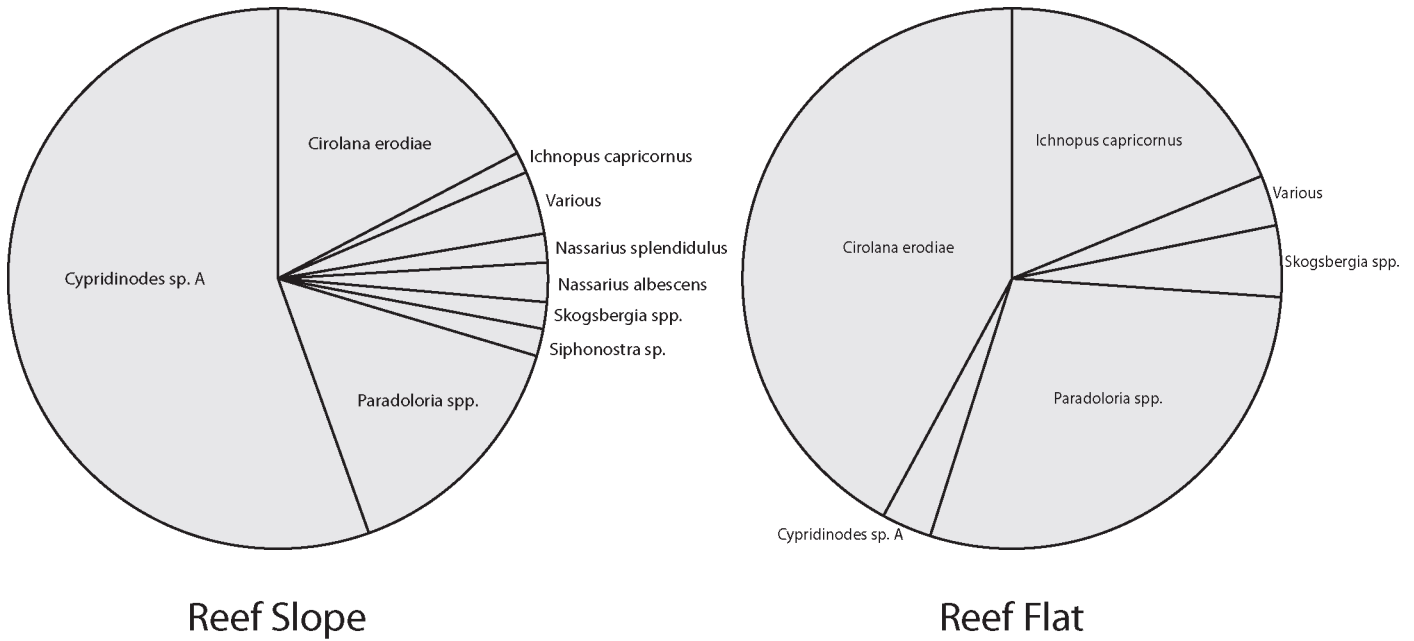 Cirolana erodiae
Ichnopus capricornus
Various
Nassarius splendidulus
Nassarius albescens
Skogsbergia spp.
Siphonostra sp.
Paradoloria spp.
Cypridinodes sp. A
Reef Slope
Ichnopus capricornus
Various
Skogsbergia spp.
Paradoloria spp.
Cypridinodes sp. A
Cirolana erodiae
Reef Flat